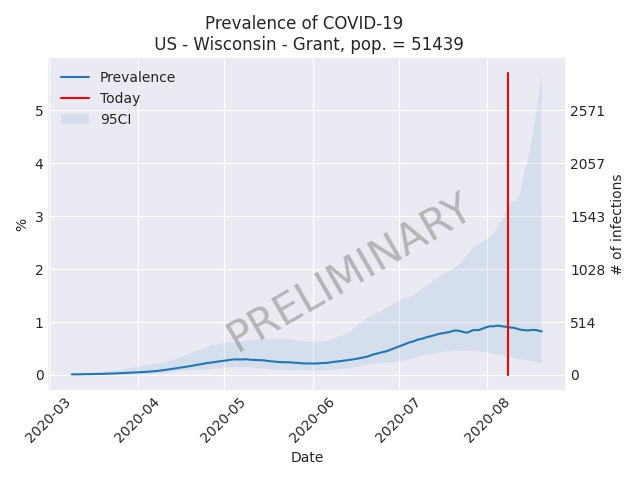 Prevalence of COVID-19
US - Wisconsin - Grant, pop. = 51439
Prevalence
Today
95CI
PRELIMINARY
%
5
4
3
2
1
0
2571
2057
1543
1028
514
0
# of infections
2020-03
2020-04
2020-05
2020-06
2020-07
2020-08
Date